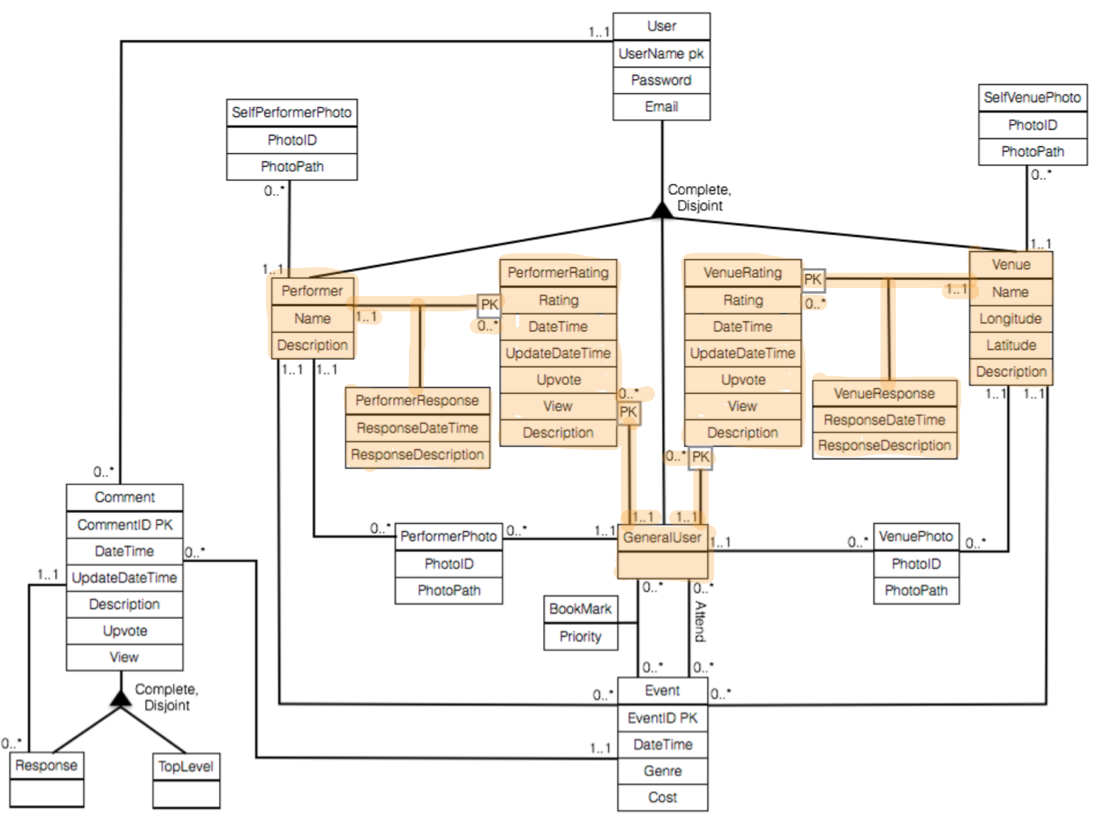 1..1
User
UserName pk
Password
Email
SelfPerformerPhoto
PhotoID
PhotoPath
0..*
SelfVenuePhoto
PhotoID
PhotoPath
0..*
Complete,
Disjoint
1..1
Performer
Name
Description
1..1
PK
0..*
1..1
1..1
PerformerRating
Rating
DateTime
UpdateDateTime
Upvote
View
Description
0..*
PK
VenueRating
Rating
DateTime
UpdateDateTime
Upvote
View
Description
PK
0..*
0..*
PK
1..1
1..1
Venue
Name
Longitude
Latitude
Description
1..1
1..1
PerformerResponse
ResponseDateTime
ResponseDescription
VenueResponse
ResponseDateTime
ResponseDescription
0..*
Comment
CommentID PK
DateTime
UpdateDateTime
Description
Upvote
View
0..*
1..1
0..*
PerformerPhoto
PhotoID
PhotoPath
0..*
1..1
1..1
1..1
GeneralUser
1..1
0..*
VenuePhoto
PhotoID
PhotoPath
0..*
0..*
0..*
BookMark
Priority
Attend
0..*
0..*
0..*
Event
EventID PK
DateTime
Genre
Cost
0..*
1..1
Complete,
Disjoint
0..*
Response
TopLevel